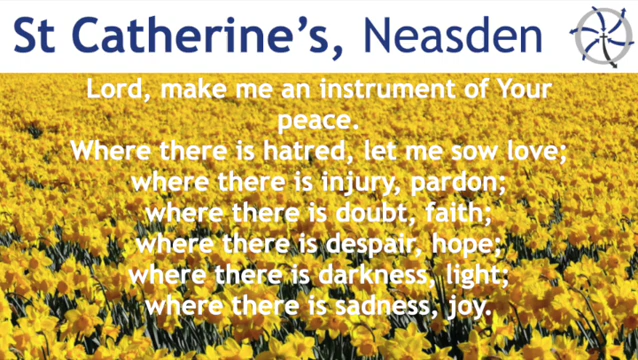 St Catherine's, Neasden
Lord, make me an instrument of Your
peace.
Where there is hatred, let me sow love;
where there is injury, pardon;
where there is doubt, faith;
where there is despair, hope;
where there is darkness, light;
where there is sadness, joy.